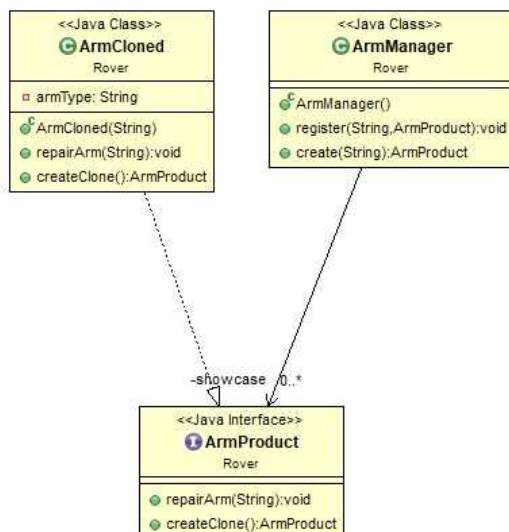 <<Java Class>>
ArmCloned
Rover
armType: String
ArmCloned(String)
repairArm(String):void
createClone():ArmProduct
<<Java Class>>
ArmManager
Rover
ArmManager()
register(String,ArmProduct):void
create(String):ArmProduct
-showcase 0..*
<<Java Interface>>
ArmProduct
Rover
repairArm(String):void
createClone():ArmProduct